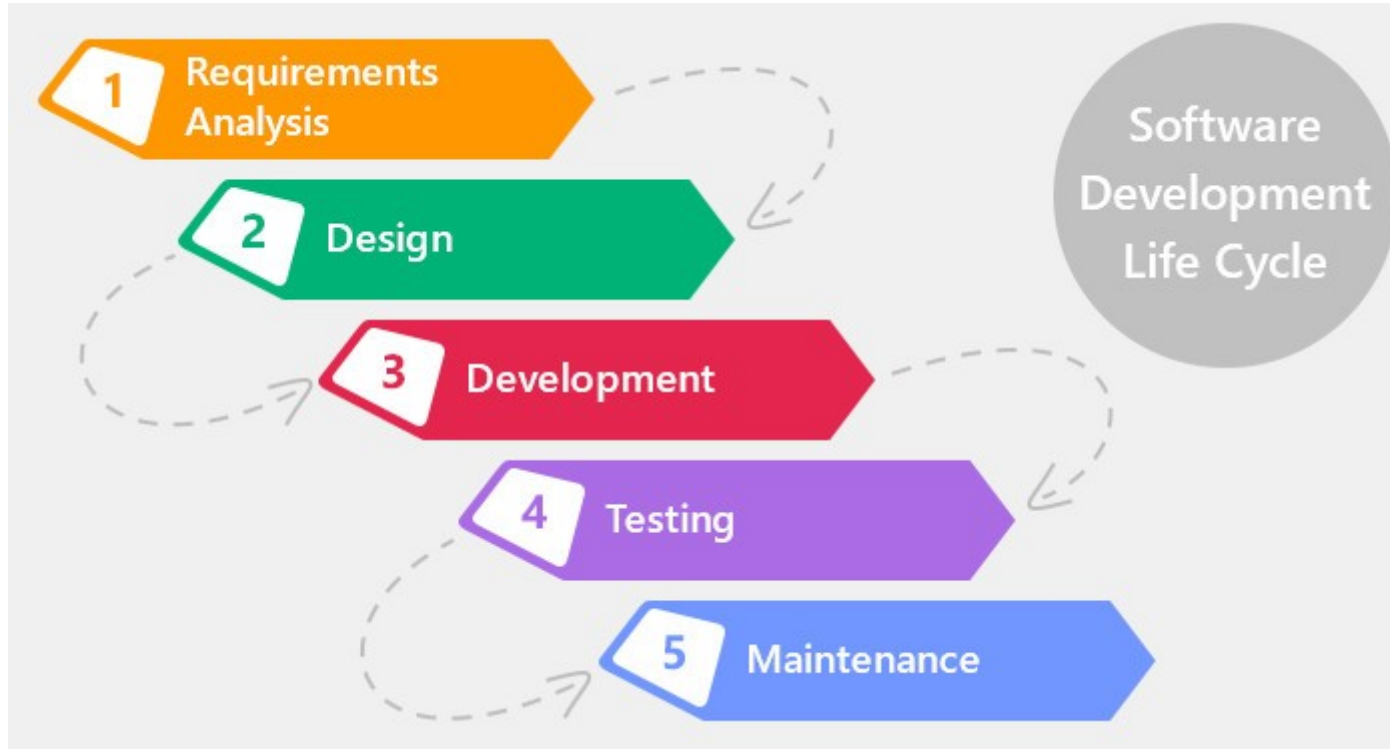 1
Requirements
Analysis
2
Design
3
Development
4
Testing
5
Maintenance
Software
Development
Life Cycle